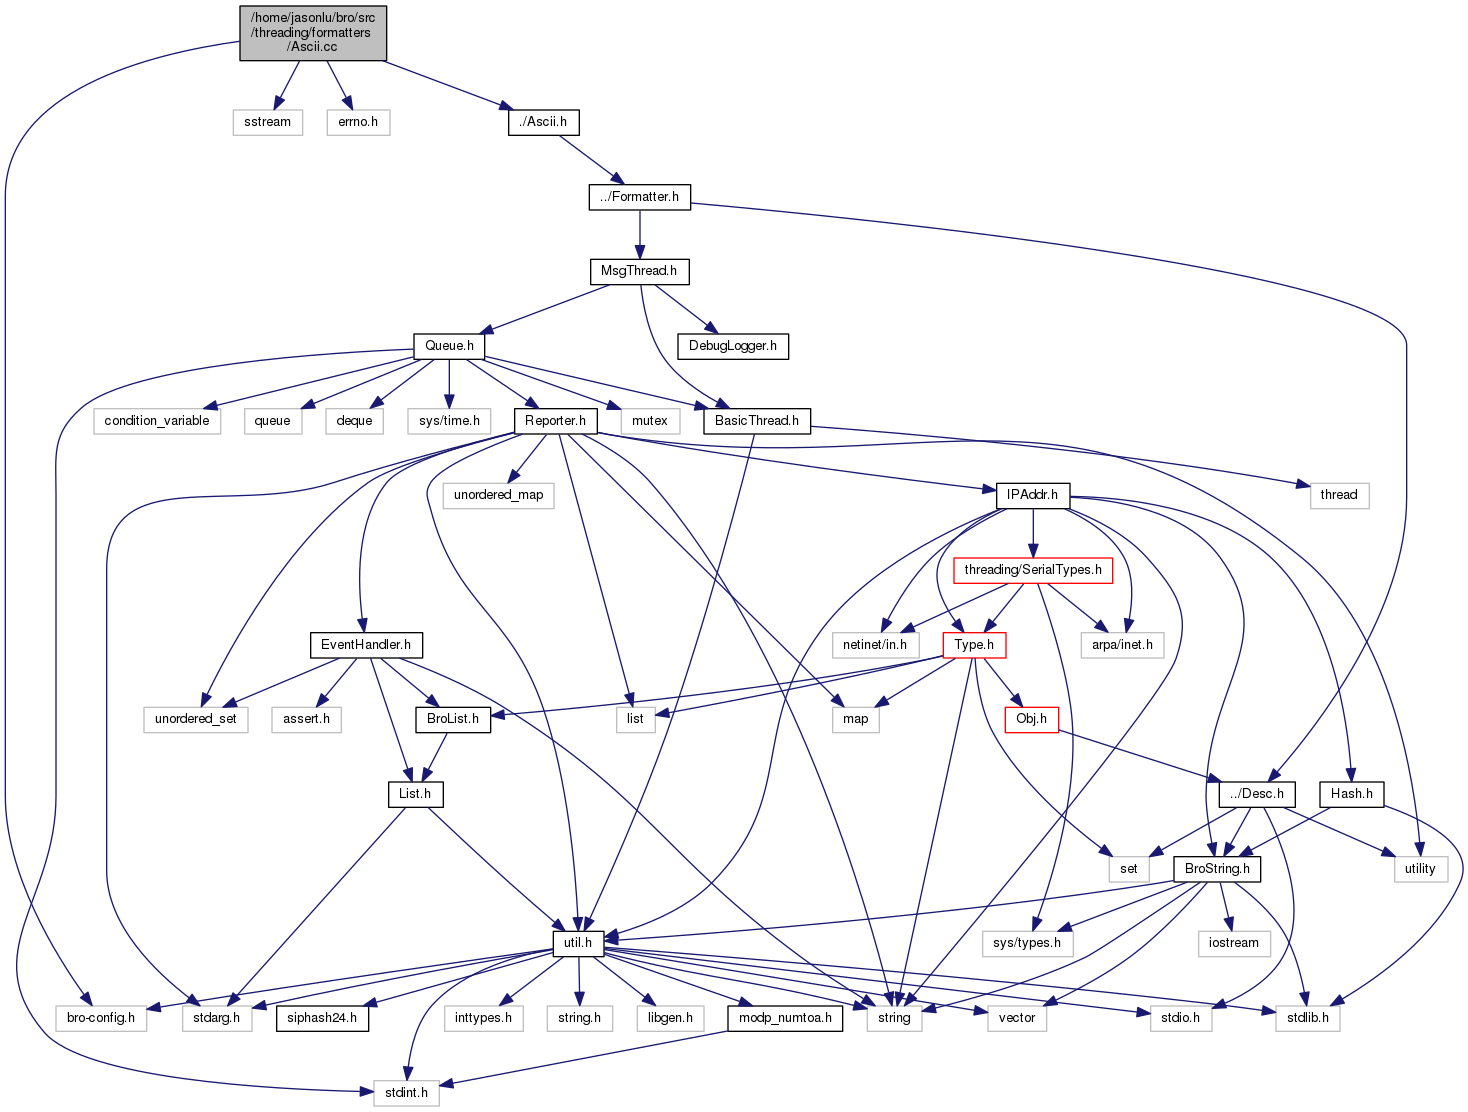 /home/jasonlu/bro/src
/threading/formatters
/Ascii.cc
sstream
errno.h
./Ascii.h
../Formatter.h
MsgThread.h
Queue.h
DebugLogger.h
condition_variable
queue
deque
sys/time.h
Reporter.h
mutex
BasicThread.h
unordered_map
IPAddr.h
thread
threading/SerialTypes.h
EventHandler.h
netinet/in.h
Type.h
arpa/inet.h
unordered_set
assert.h
BroList.h
list
map
Obj.h
List.h
../Desc.h
Hash.h
set
BroString.h
utility
util.h
sys/types.h
iostream
bro-config.h
stdarg.h
siphash24.h
inttypes.h
string.h
libgen.h
modp_numtoa.h
string
vector
stdio.h
stdlib.h
stdint.h